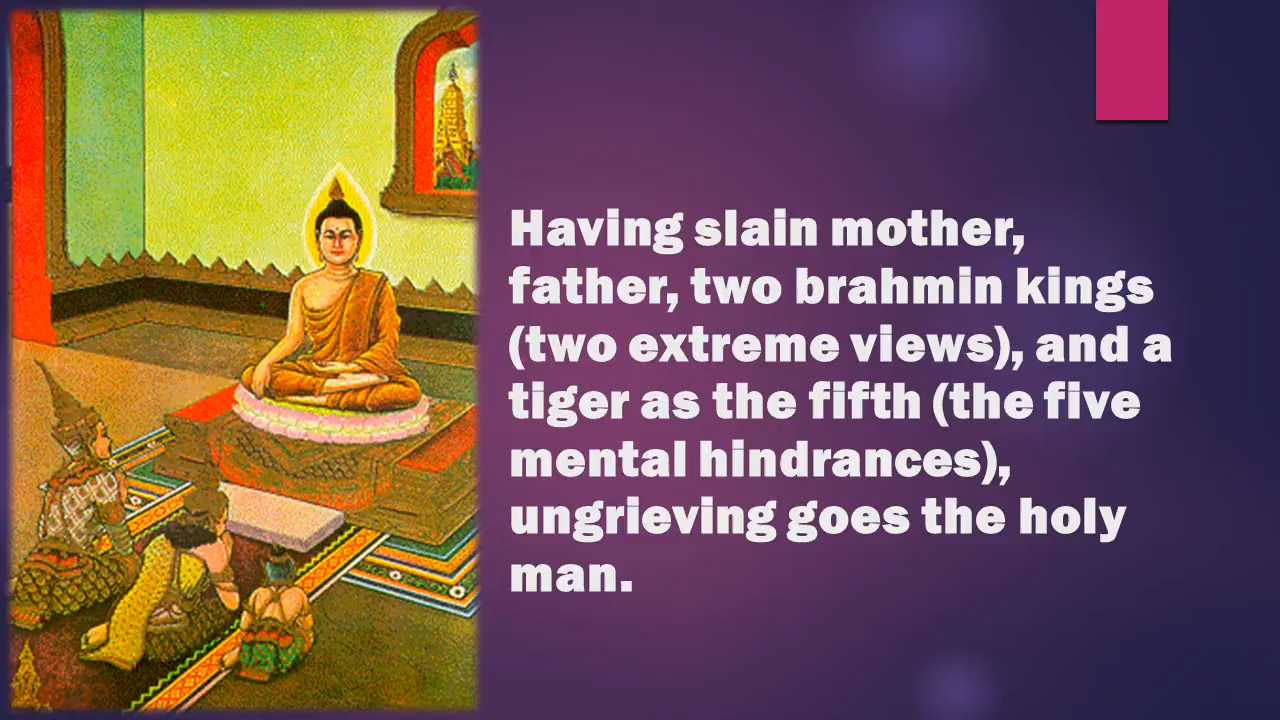 Having slain mother,
father, two brahmin kings
(two extreme views), and a
tiger as the fifth (the five
mental hindrances),
ungrieving goes the holy
man.